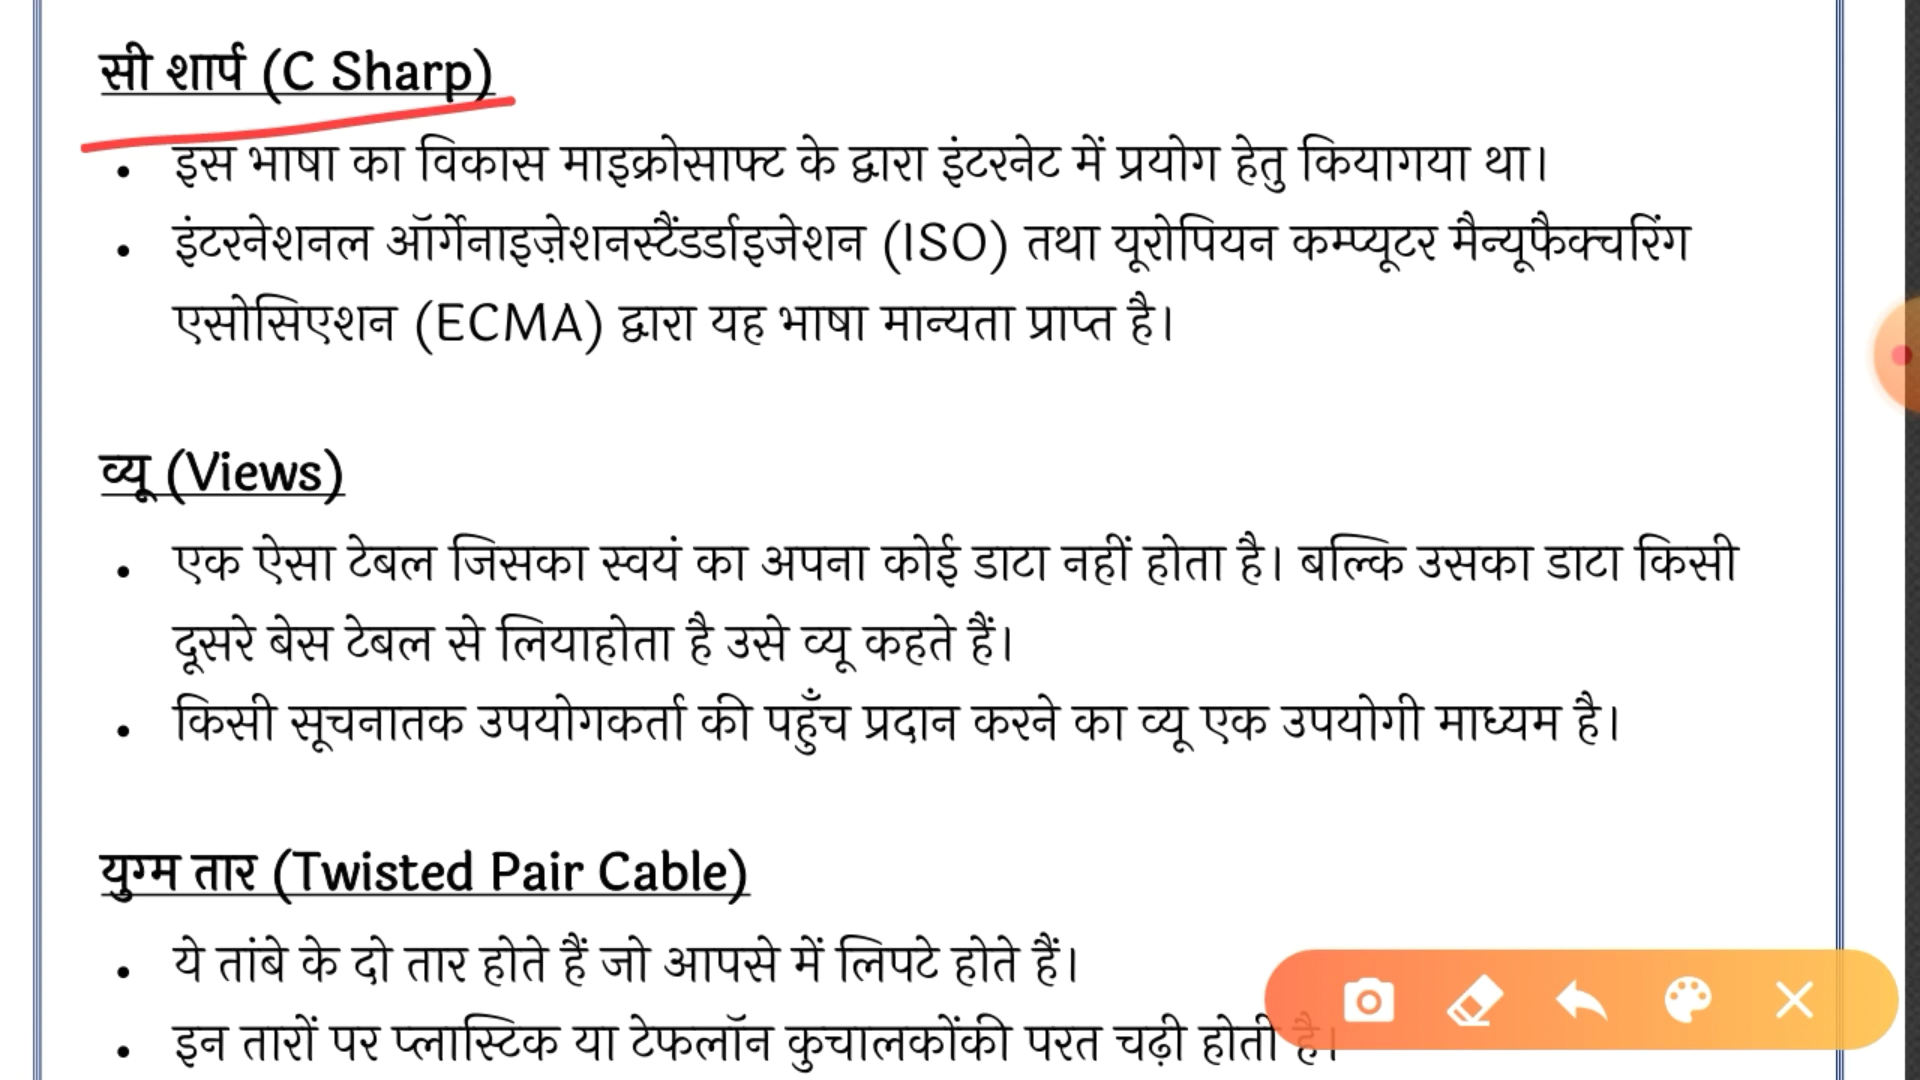 सी शार्प (C Sharp)
• इस भाषा का विकास माइक्रोसाफ्ट के द्वारा इंटरनेट में प्रयोग हेतु कियागया था।
• इंटरनेशनल ऑर्गेनाइज़ेशनस्टैंडर्डाइजेशन (ISO) तथा यूरोपियन कम्प्यूटर मैन्यूफैक्चरिंग
एसोसिएशन (ECMA) द्वारा यह भाषा मान्यता प्राप्त है।
व्यू (Views)
• एक ऐसा टेबल जिसका स्वयं का अपना कोई डाटा नहीं होता है। बल्कि उसका डाटा किसी
दूसरे बेस टेबल से लियाहोता है उसे व्यू कहते हैं।
• किसी सूचनातक उपयोगकर्ता की पहुँच प्रदान करने का व्यू एक उपयोगी माध्यम है।
युग्म तार (Twisted Pair Cable)
• ये तांबे के दो तार होते हैं जो आपसे में लिपटे होते हैं।
• इन तारों पर प्लास्टिक या टेफलॉन कुचालकोंकी परत चढ़ी होती है।